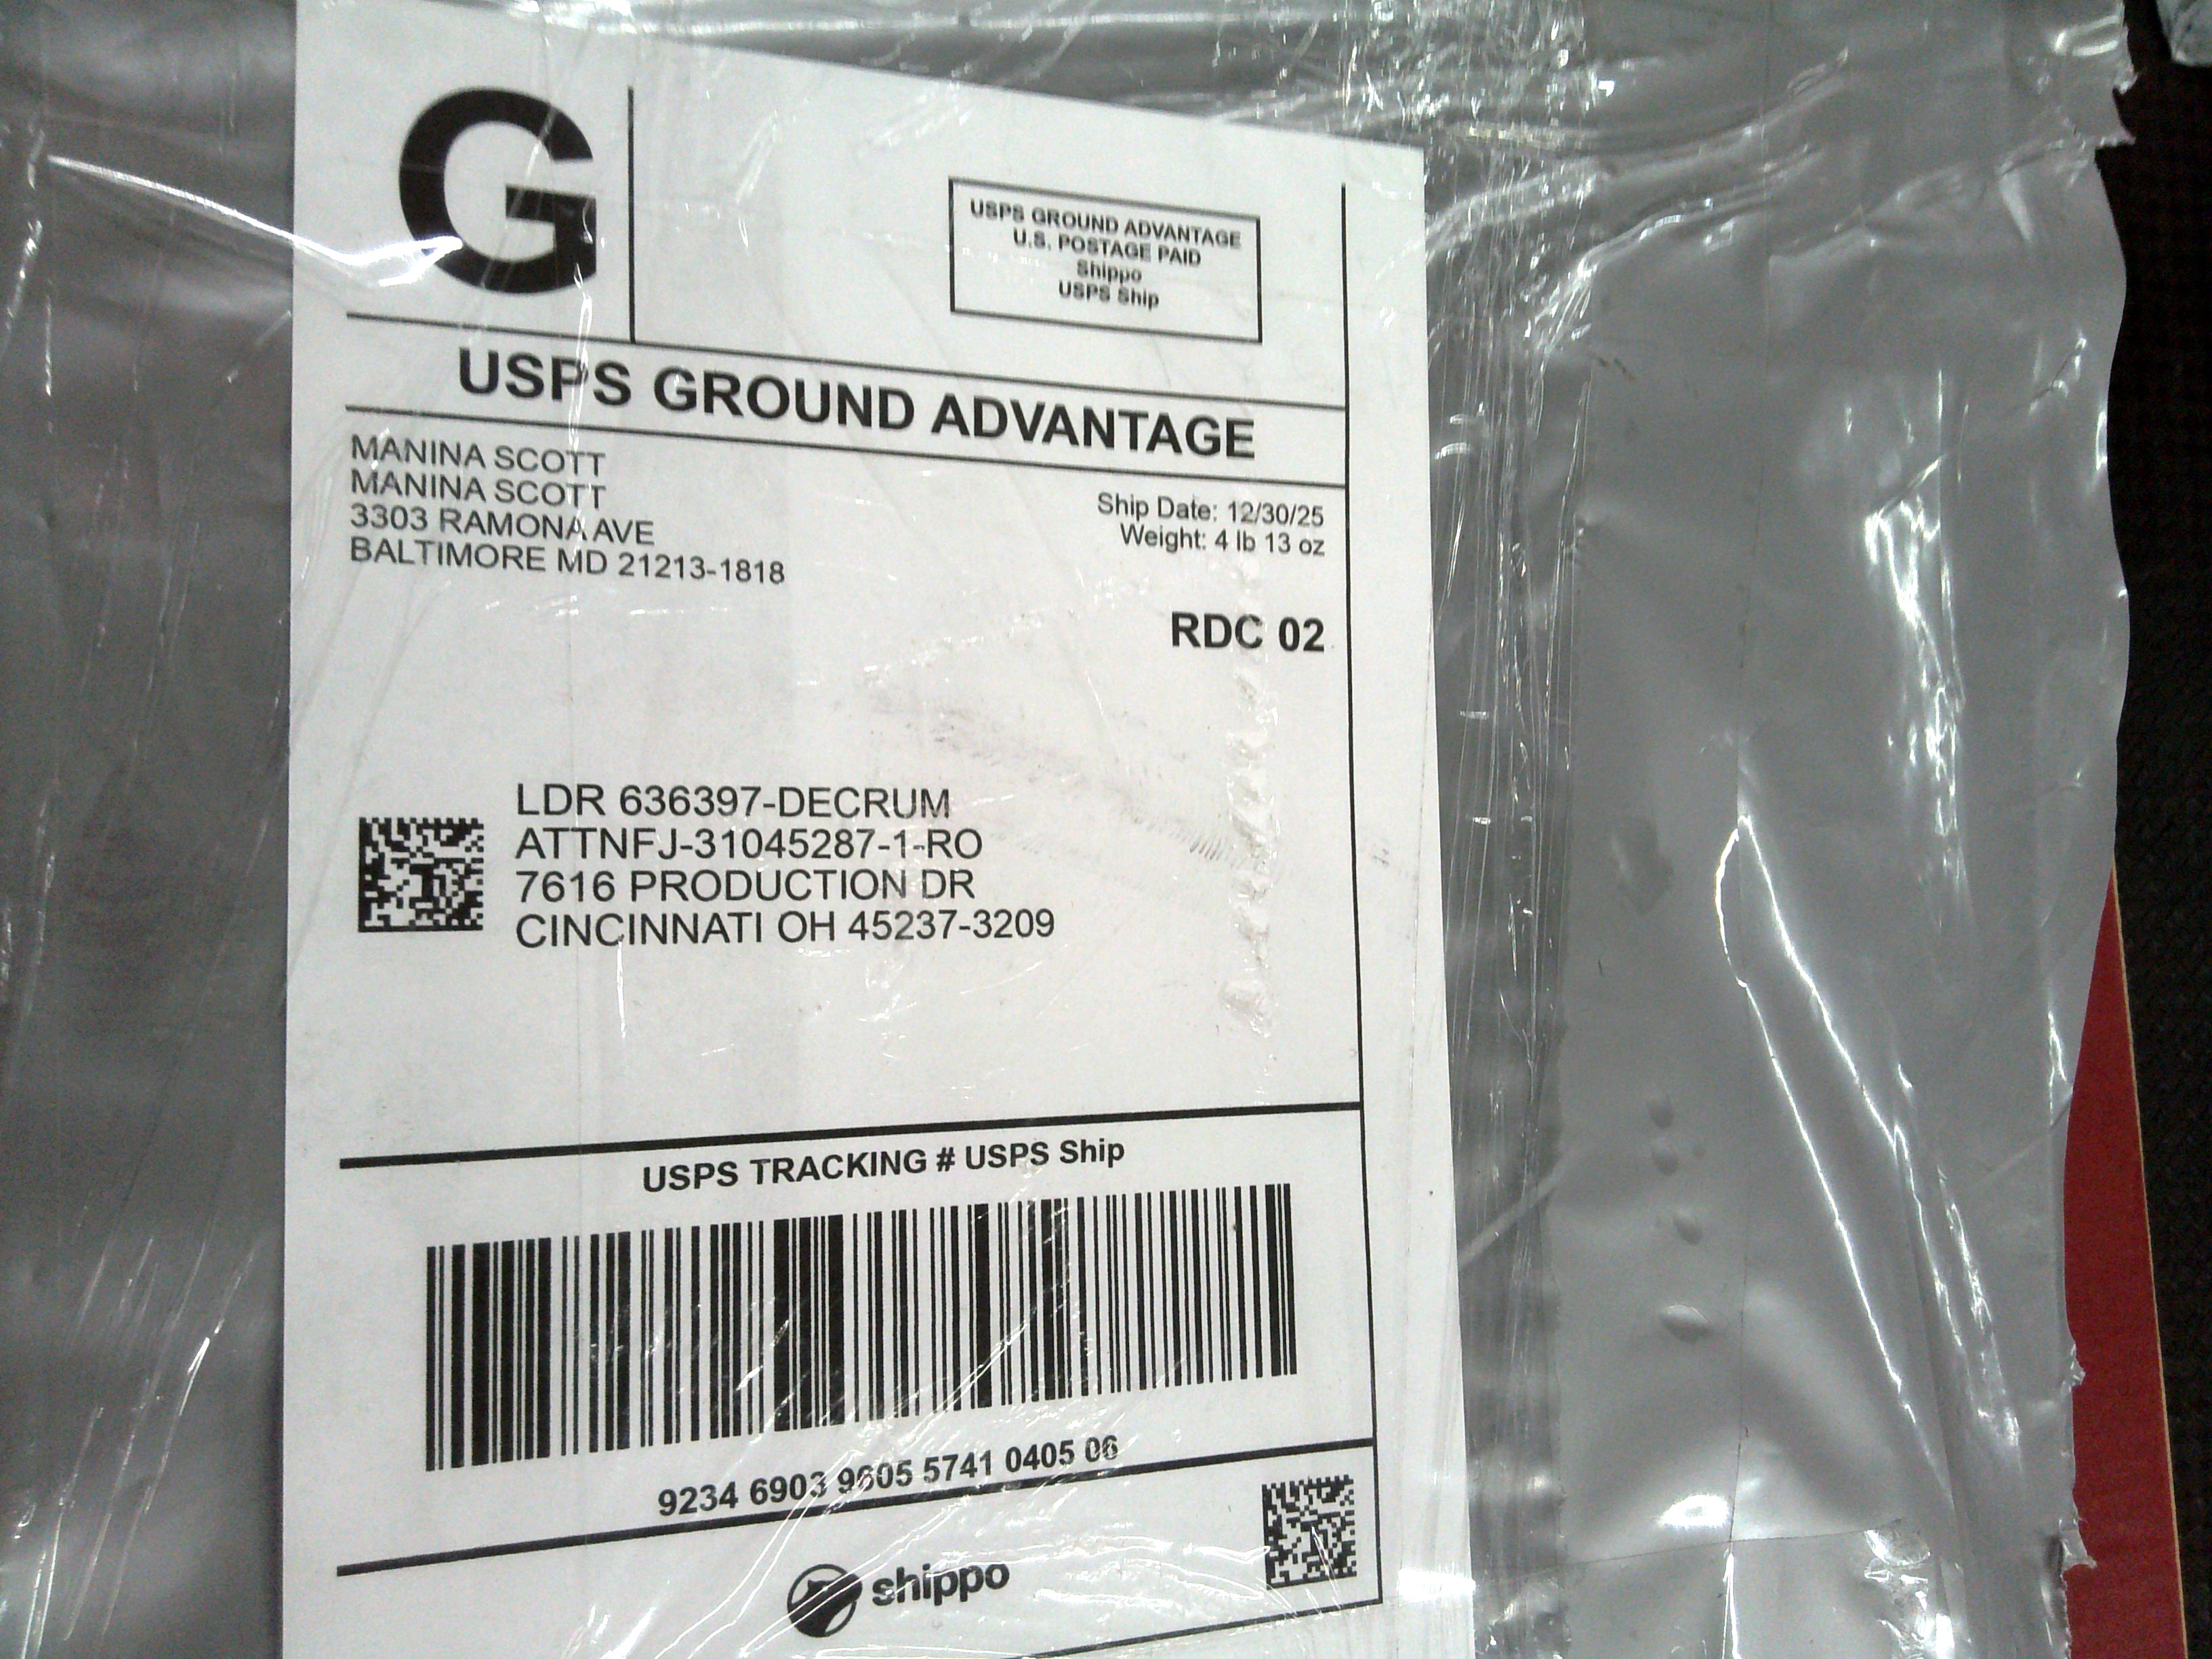 G
USPS GROUND ADVANTAGE
U.S. POSTAGE PAID
Shippo
USPS Ship
USPS GROUND ADVANTAGE
MANINA SCOTT
MANINA SCOTT
3303 RAMONA AVE
BALTIMORE MD 21213-1818
Ship Date: 12/30/25
Weight: 4 lb 13 oz
RDC 02
LDR 636397-DECRUM
ATTNFJ-31045287-1-RO
7616 PRODUCTION DR
CINCINNATI OH 45237-3209
USPS TRACKING # USPS Ship
9234 6903 9605 5741 0405 06
shippo